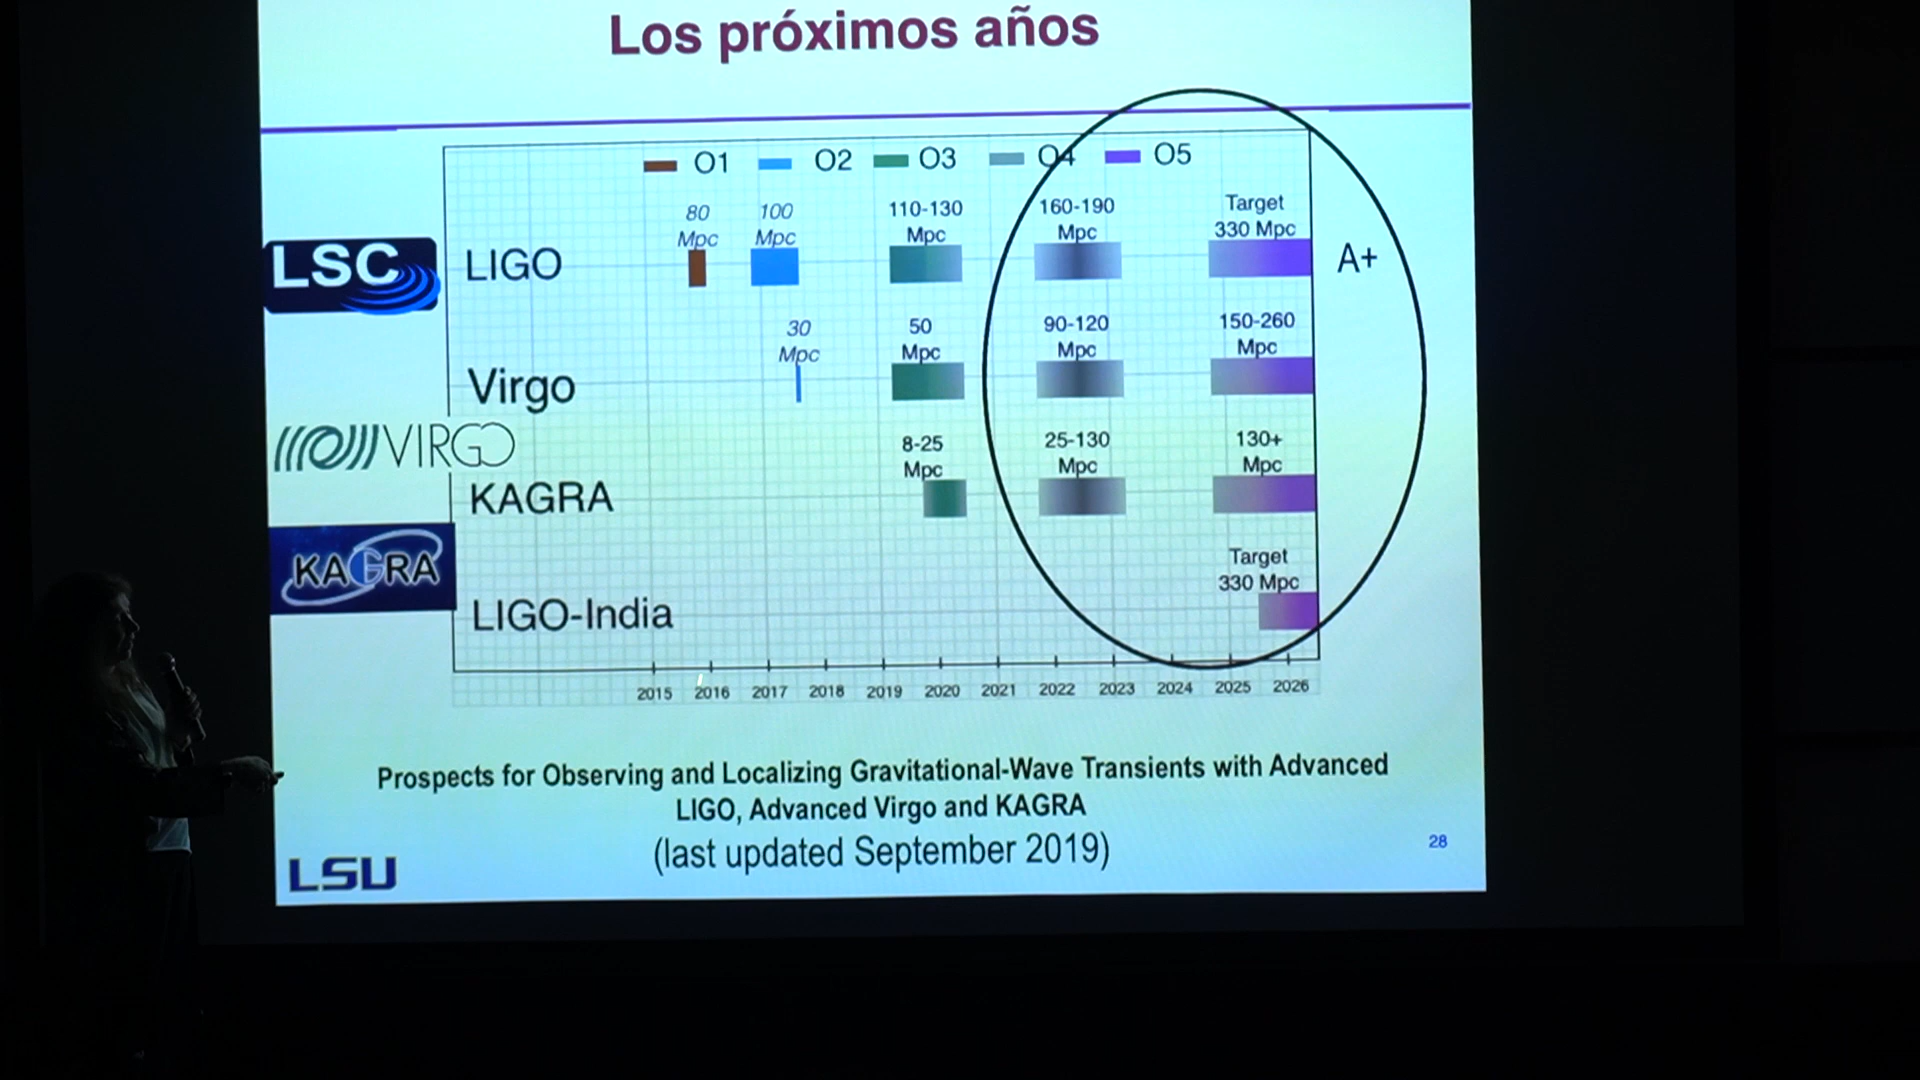 Los próximos años
O1 O2 O3 O4 O5
80 100 110-130 160-190 Target
Mpc Mpc Mpc Mpc 330 Mpc
LSC LIGO A+
30 50 90-120 150-260
Mpc Mpc Mpc Mpc
Virgo
VIRGO
8-25 25-130 130+
Mpc Mpc Mpc
KAGRA
KAGRA
Target
330 Mpc
LIGO-India
2015 2016 2017 2018 2019 2020 2021 2022 2023 2024 2025 2026
Prospects for Observing and Localizing Gravitational-Wave Transients with Advanced
LIGO, Advanced Virgo and KAGRA
(last updated September 2019)
28
LSU